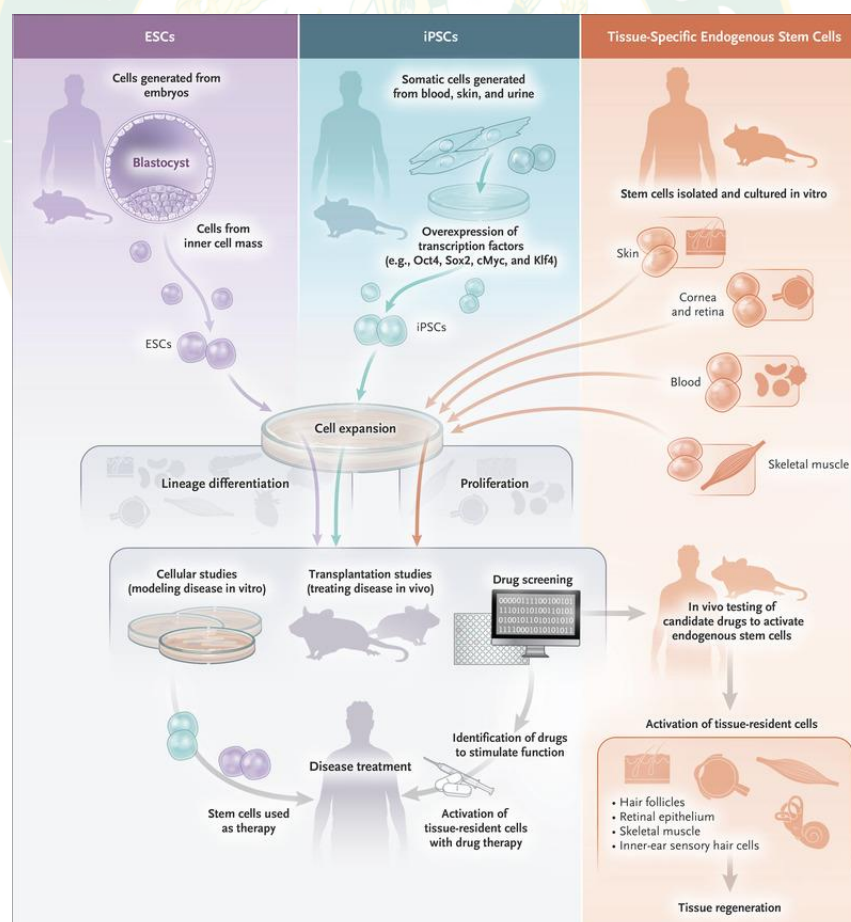 ESCs
iPSCs
Tissue-Specific Endogenous Stem Cells
Cells generated from
embryos
Blastocyst
Cells from
inner cell mass
ESCs
Somatic cells generated
from blood, skin, and urine
Overexpression of
transcription factors
(e.g., Oct4, Sox2, cMyc, and Klf4)
iPSCs
Stem cells isolated and cultured in vitro
Skin
Cornea
and retina
Blood
Skeletal muscle
Cell expansion
Lineage differentiation
Proliferation
Cellular studies
(modeling disease in vitro)
Transplantation studies
(treating disease in vivo)
Drug screening
00000111100100101
11101010100110101
01001011010101010
11110001010101011
In vivo testing of
candidate drugs to activate
endogenous stem cells
Activation of tissue-resident cells
Identification of drugs
to stimulate function
Disease treatment
Stem cells used
as therapy
Activation of
tissue-resident cells
with drug therapy
• Hair follicles
• Retinal epithelium
• Skeletal muscle
• Inner-ear sensory hair cells
Tissue regeneration